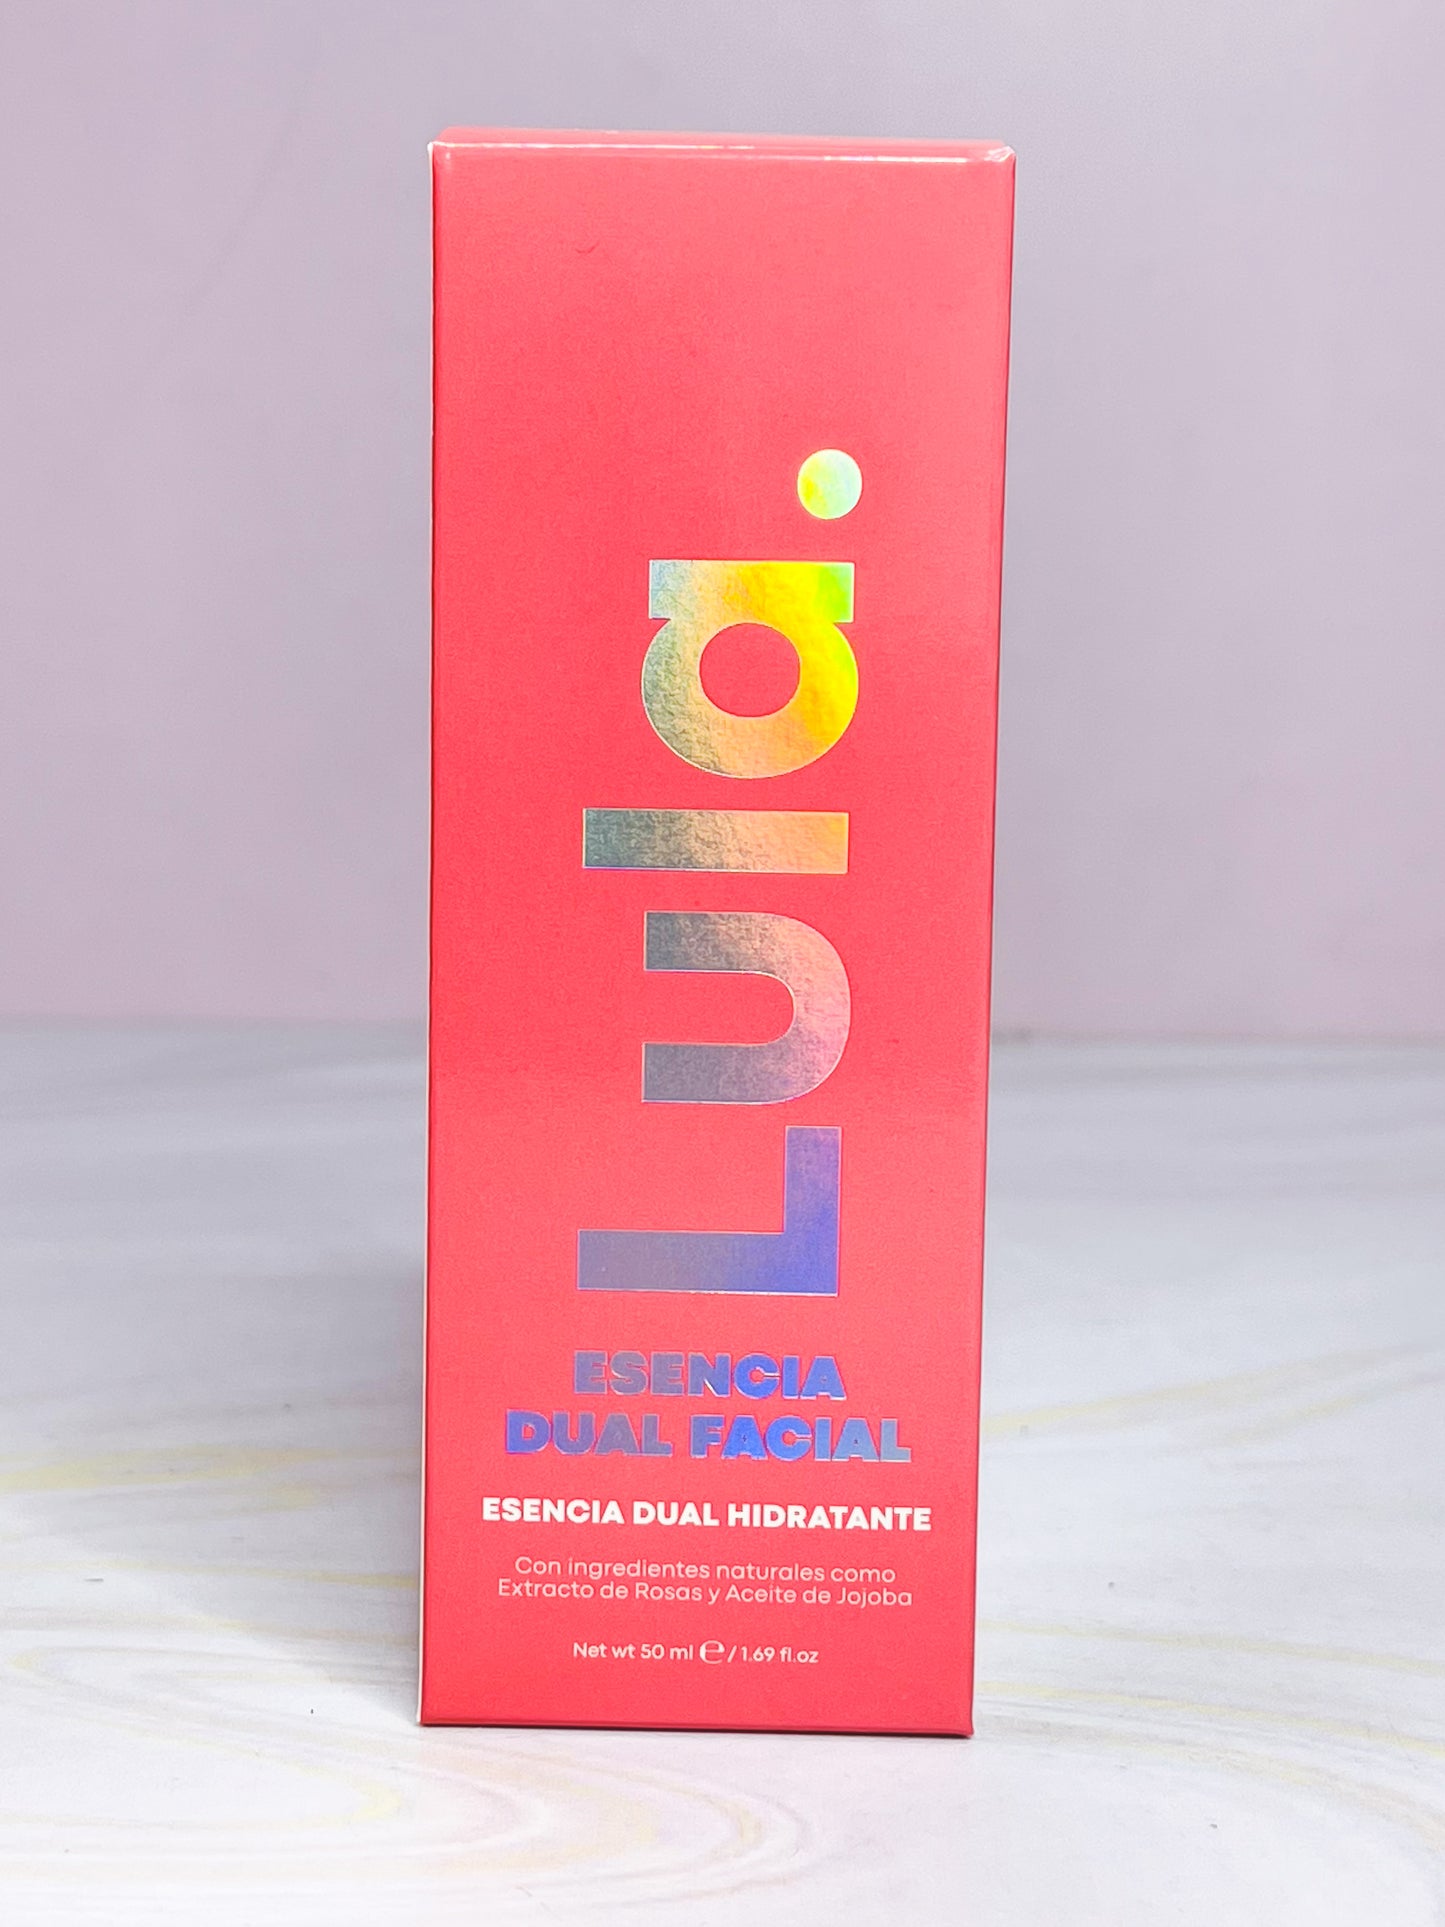 Lula.
ESENCIA
DUAL FACIAL
ESENCIA DUAL HIDRATANTE
Con ingredientes naturales como
Extracto de Rosas y Aceite de Jojoba
Net wt 50 ml ℮ / 1.69 fl.oz